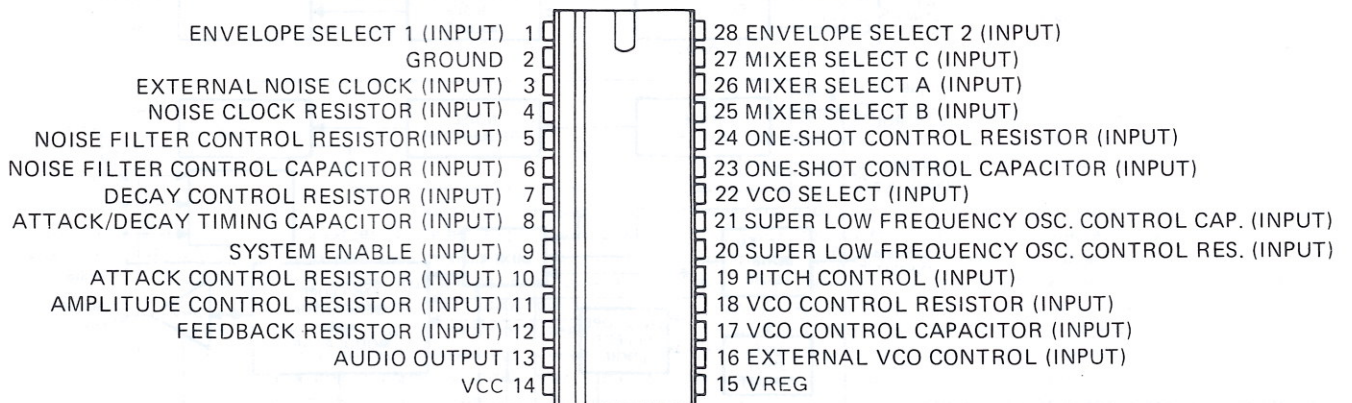 ENVELOPE SELECT 1 (INPUT) 1
GROUND 2
EXTERNAL NOISE CLOCK (INPUT) 3
NOISE CLOCK RESISTOR (INPUT) 4
NOISE FILTER CONTROL RESISTOR(INPUT) 5
NOISE FILTER CONTROL CAPACITOR (INPUT) 6
DECAY CONTROL RESISTOR (INPUT) 7
ATTACK/DECAY TIMING CAPACITOR (INPUT) 8
SYSTEM ENABLE (INPUT) 9
ATTACK CONTROL RESISTOR (INPUT) 10
AMPLITUDE CONTROL RESISTOR (INPUT) 11
FEEDBACK RESISTOR (INPUT) 12
AUDIO OUTPUT 13
VCC 14
28 ENVELOPE SELECT 2 (INPUT)
27 MIXER SELECT C (INPUT)
26 MIXER SELECT A (INPUT)
25 MIXER SELECT B (INPUT)
24 ONE-SHOT CONTROL RESISTOR (INPUT)
23 ONE-SHOT CONTROL CAPACITOR (INPUT)
22 VCO SELECT (INPUT)
21 SUPER LOW FREQUENCY OSC. CONTROL CAP. (INPUT)
20 SUPER LOW FREQUENCY OSC. CONTROL RES. (INPUT)
19 PITCH CONTROL (INPUT)
18 VCO CONTROL RESISTOR (INPUT)
17 VCO CONTROL CAPACITOR (INPUT)
16 EXTERNAL VCO CONTROL (INPUT)
15 VREG